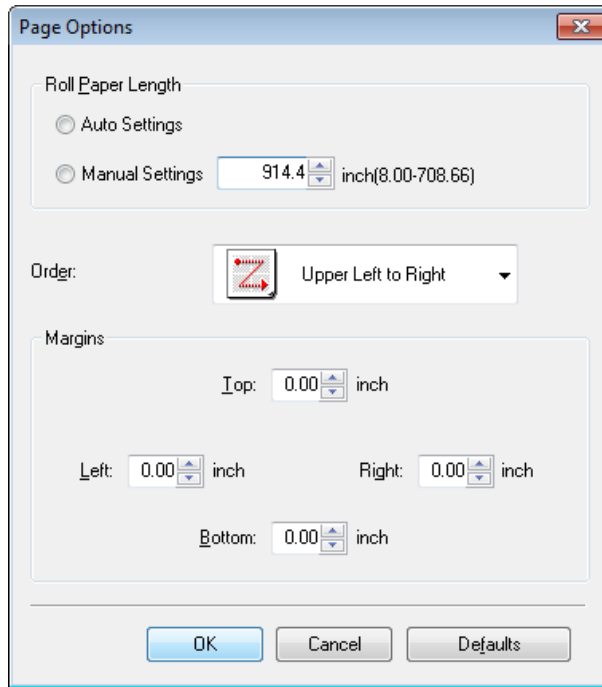 Page Options
Roll Paper Length
Auto Settings
Manual Settings 914.4 inch(8.00-708.66)
Order: Upper Left to Right
Margins
Top: 0.00 inch
Left: 0.00 inch Right: 0.00 inch
Bottom: 0.00 inch
OK Cancel Defaults